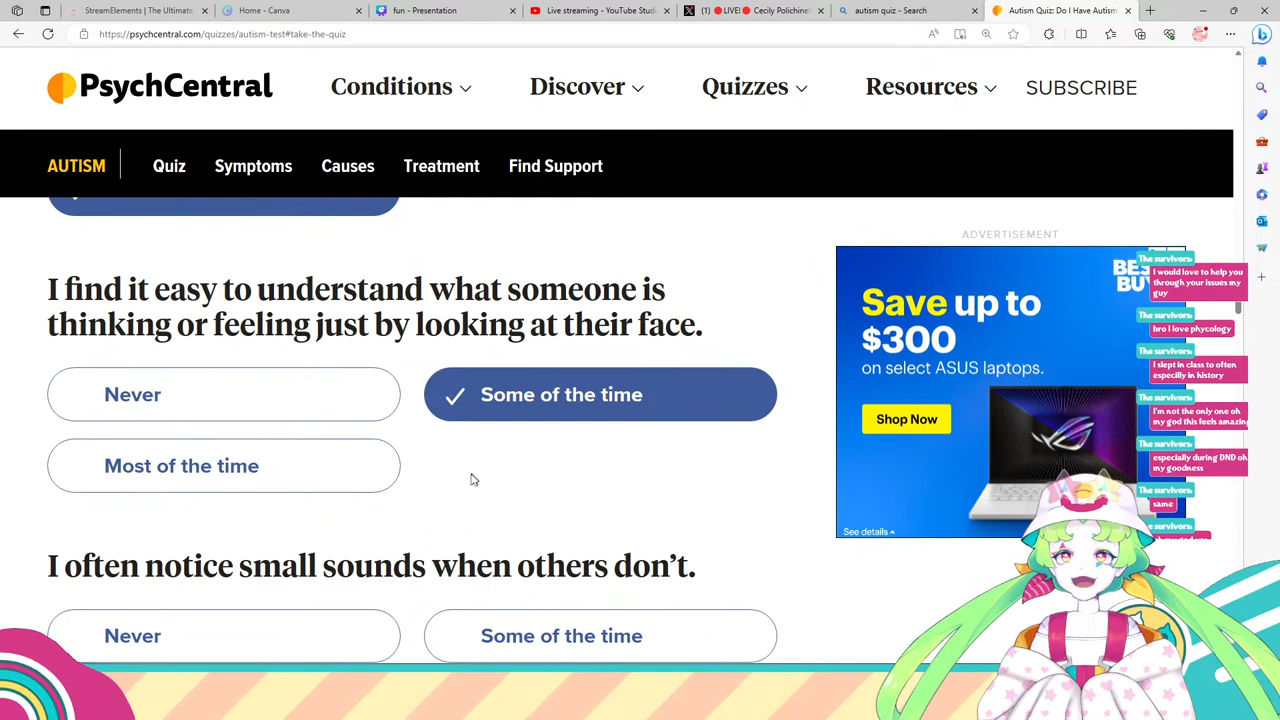 StreamElements | The Ultimate
Home - Canva
fun - Presentation
Live streaming - YouTube Stud
(1) 🔴 LIVE! 🔴 Cecily Polichinel
autism quiz - Search
Autism Quiz: Do I Have Autism
https://psychcentral.com/quizzes/autism-test#take-the-quiz
PsychCentral
Conditions
Discover
Quizzes
Resources
SUBSCRIBE
AUTISM
Quiz
Symptoms
Causes
Treatment
Find Support
I find it easy to understand what someone is
thinking or feeling just by looking at their face.
Never
Some of the time
Most of the time
I often notice small sounds when others don't.
Never
Some of the time
ADVERTISEMENT
BES
BUY
Save up to
$300
on select ASUS laptops.
Shop Now
See details
The survivors:
I would love to help you
through your issues my
guy
The survivors:
bro I love phycology
The survivors:
I slept in class to often
especilly in history
The survivors:
I'm not the only one oh
my god this feels amazing
The survivors:
especially during DND oh
my goodness
The survivors:
same
The survivors: